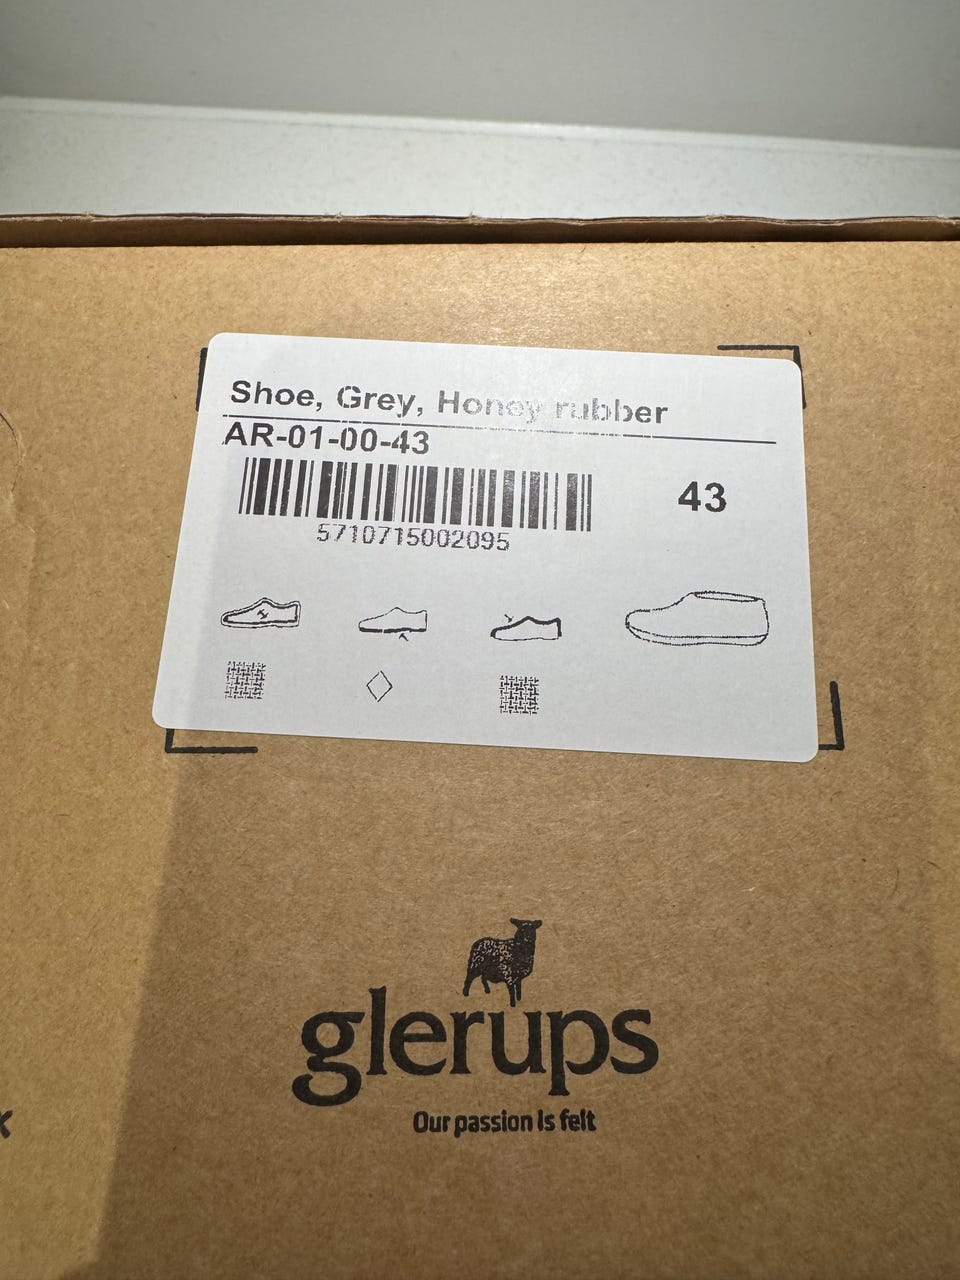 Shoe, Grey, Honey rubber
AR-01-00-43
43
5710715002095
glerups
Our passion is felt